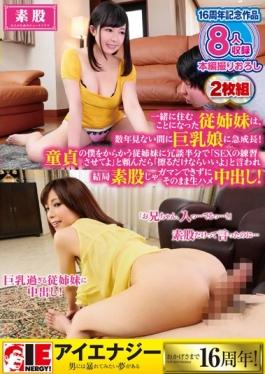 素股
16周年記念作品
8人収録
本編撮りおろし
2枚組
一緒に住む
ことになった従姉妹は、
数年見ない間に巨乳娘に急成長!
童貞の僕をからかう従姉妹に冗談半分で「SEXの練習
させてよ」と頼んだら「擦るだけならいいよ」と言われ
結局素股じゃガマンできずに
そのまま生ハメ中出し!
「お兄ちゃん、入っ…てるっ…!」
素股だけって言ったのに…
巨乳過ぎる従姉妹に
中出し!
IENERGY!
アイエナジー
男には暴れてみたい夢がある
おかげさまで
16周年!